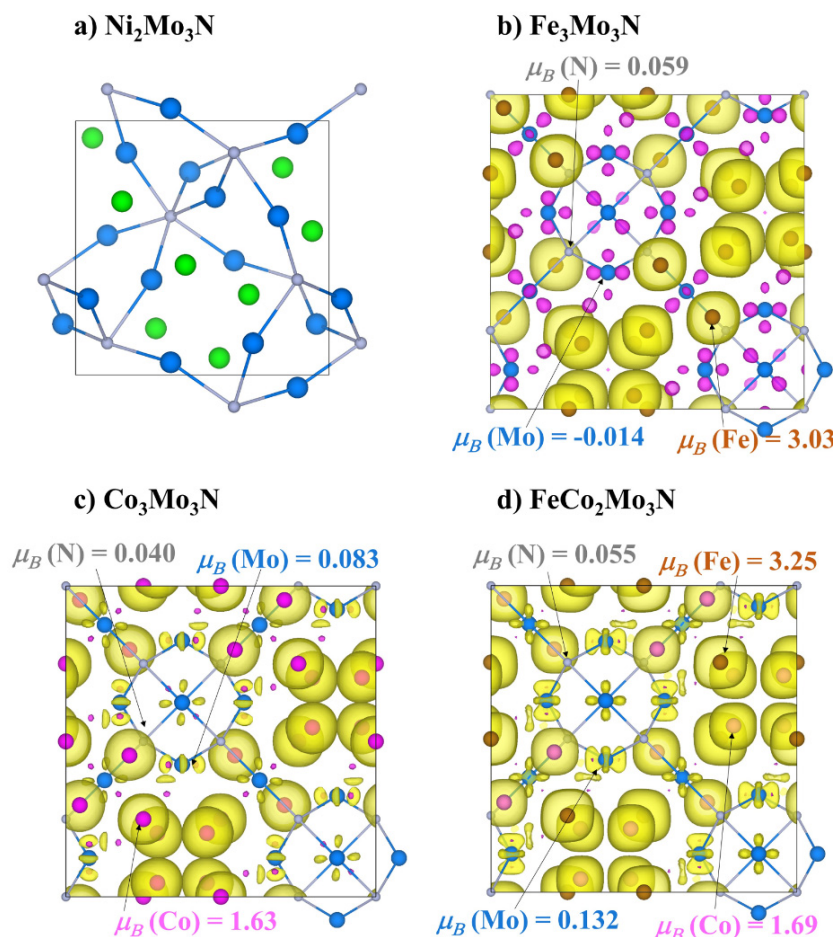 a) Ni₂Mo₃N
b) Fe₃Mo₃N
μB (N) = 0.059
μB (Mo) = -0.014
μB (Fe) = 3.03
c) Co₃Mo₃N
μB (N) = 0.040
μB (Mo) = 0.083
μB (Co) = 1.63
d) FeCo₂Mo₃N
μB (N) = 0.055
μB (Fe) = 3.25
μB (Mo) = 0.132
μB (Co) = 1.69